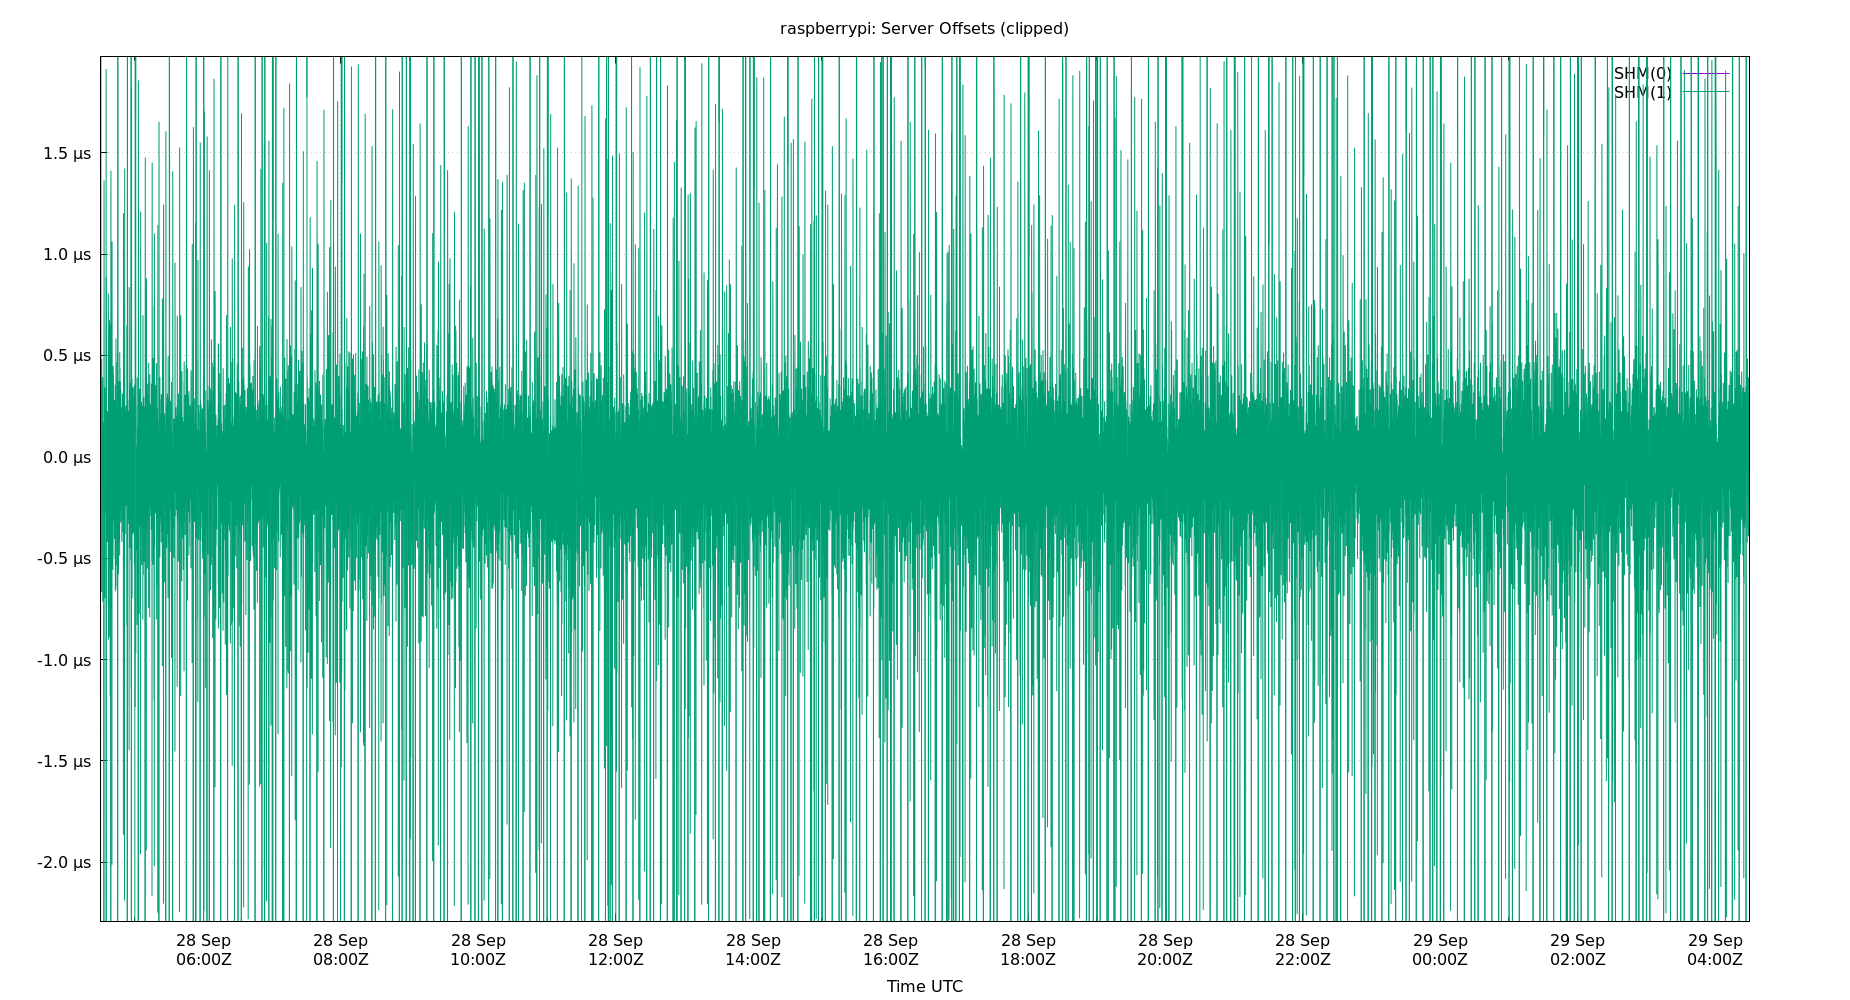 raspberrypi: Server Offsets (clipped)
SHM(0)
SHM(1)
1.5 µs
1.0 µs
0.5 µs
0.0 µs
-0.5 µs
-1.0 µs
-1.5 µs
-2.0 µs
28 Sep 28 Sep 28 Sep 28 Sep 28 Sep 28 Sep 28 Sep 28 Sep 28 Sep 29 Sep 29 Sep 29 Sep
06:00Z 08:00Z 10:00Z 12:00Z 14:00Z 16:00Z 18:00Z 20:00Z 22:00Z 00:00Z 02:00Z 04:00Z
Time UTC